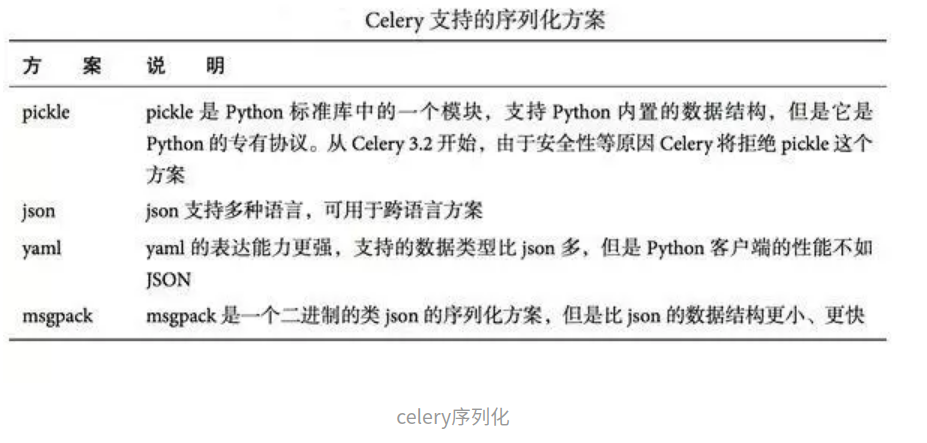 Celery 支持的序列化方案
方 案 说 明
pickle pickle 是 Python 标准库中的一个模块，支持 Python 内置的数据结构，但是它是
Python 的专有协议。从 Celery 3.2 开始，由于安全性等原因 Celery 将拒绝 pickle 这个
方案
json json 支持多种语言，可用于跨语言方案
yaml yaml 的表达能力更强，支持的数据类型比 json 多，但是 Python 客户端的性能不如
JSON
msgpack msgpack 是一个二进制的类 json 的序列化方案，但是比 json 的数据结构更小、更快
celery序列化